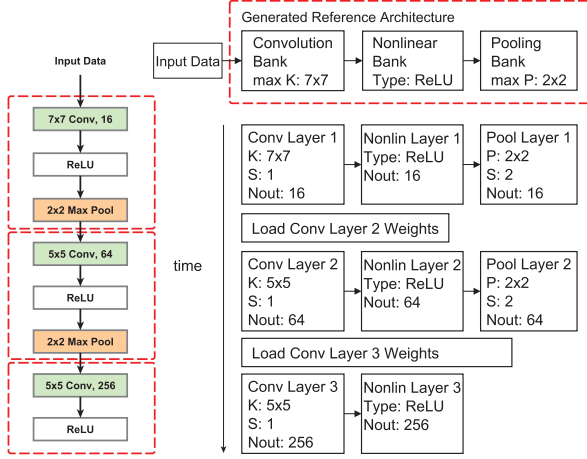 Input Data
7x7 Conv, 16
ReLU
2x2 Max Pool
5x5 Conv, 64
ReLU
2x2 Max Pool
5x5 Conv, 256
ReLU
Generated Reference Architecture
Input Data
Convolution
Bank
max K: 7x7
Nonlinear
Bank
Type: ReLU
Pooling
Bank
max P: 2x2
time
Conv Layer 1
K: 7x7
S: 1
Nout: 16
Nonlin Layer 1
Type: ReLU
Nout: 16
Pool Layer 1
P: 2x2
S: 2
Nout: 16
Load Conv Layer 2 Weights
Conv Layer 2
K: 5x5
S: 1
Nout: 64
Nonlin Layer 2
Type: ReLU
Nout: 64
Pool Layer 2
P: 2x2
S: 2
Nout: 64
Load Conv Layer 3 Weights
Conv Layer 3
K: 5x5
S: 1
Nout: 256
Nonlin Layer 3
Type: ReLU
Nout: 256